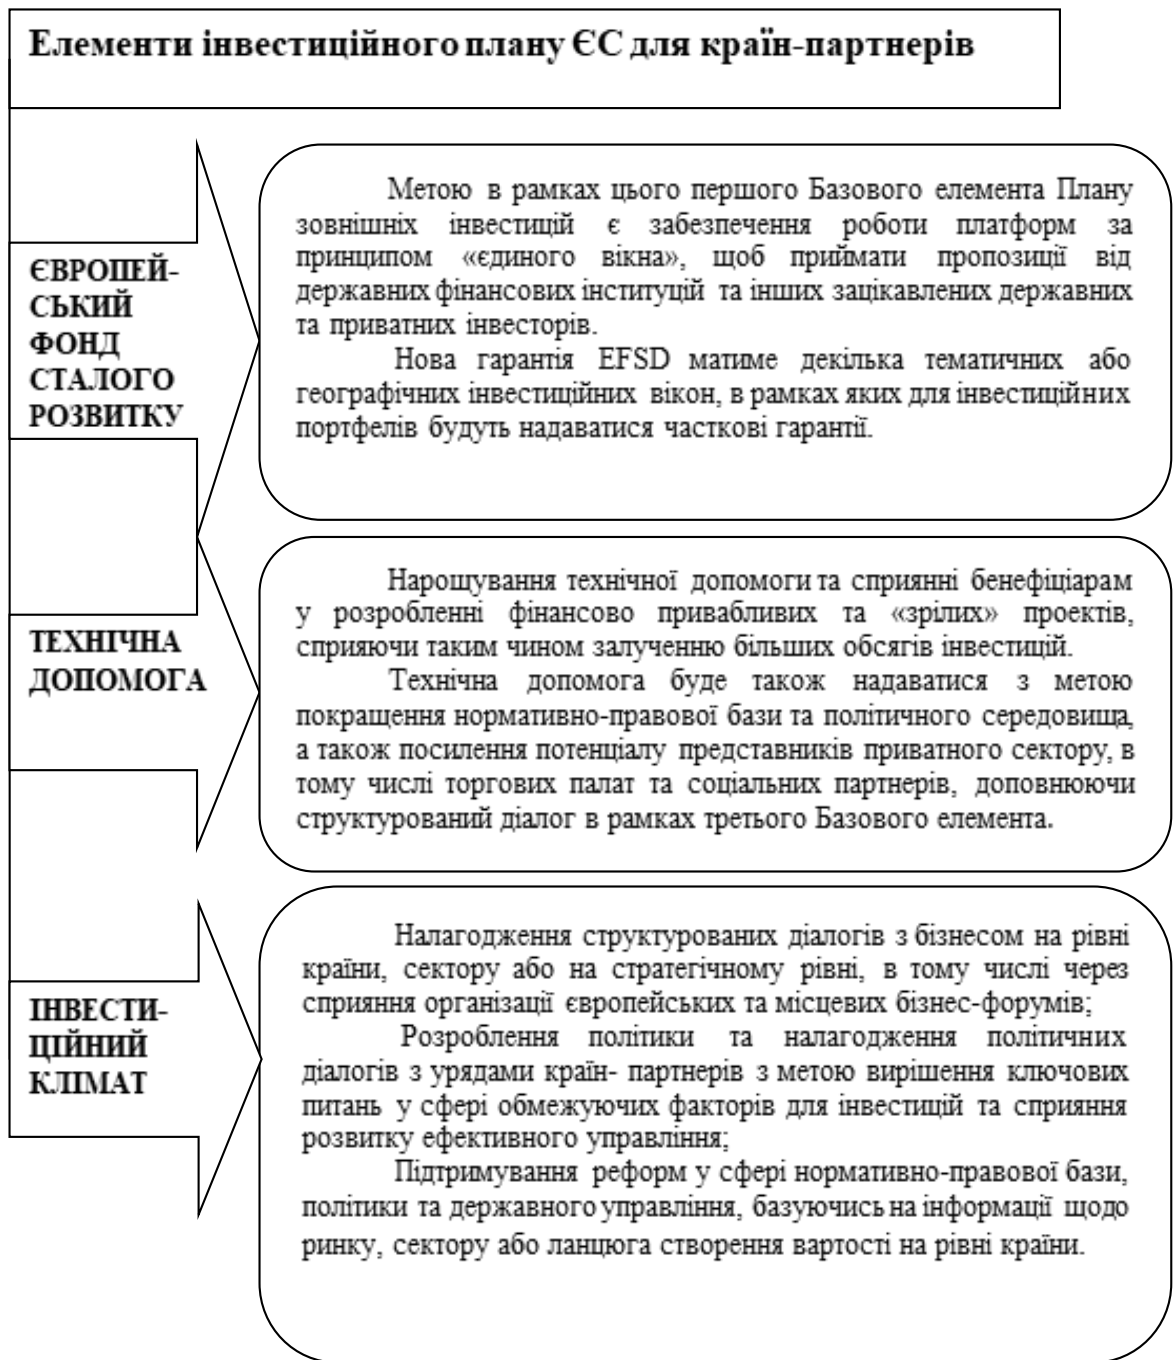 Елементи інвестиційного плану ЄС для країн-партнерів
ЄВРОПЕЙ-
СЬКИЙ
ФОНД
СТАЛОГО
РОЗВИТКУ
Метою в рамках цього першого Базового елемента Плану
зовнішніх інвестицій є забезпечення роботи платформ за
принципом «єдиного вікна», щоб приймати пропозиції від
державних фінансових інституцій та інших зацікавлених державних
та приватних інвесторів.
Нова гарантія EFSD матиме декілька тематичних або
географічних інвестиційних вікон, в рамках яких для інвестиційних
портфелів будуть надаватися часткові гарантії.
ТЕХНІЧНА
ДОПОМОГА
Нарощування технічної допомоги та сприянні бенефіціарам
у розробленні фінансово привабливих та «зрілих» проектів,
сприяючи таким чином залученню більших обсягів інвестицій.
Технічна допомога буде також надаватися з метою
покращення нормативно-правової бази та політичного середовища,
а також посилення потенціалу представників приватного сектору, в
тому числі торгових палат та соціальних партнерів, доповнюючи
структурований діалог в рамках третього Базового елемента.
ІНВЕСТИ-
ЦІЙНИЙ
КЛІМАТ
Налагодження структурованих діалогів з бізнесом на рівні
країни, сектору або на стратегічному рівні, в тому числі через
сприяння організації європейських та місцевих бізнес-форумів;
Розроблення політики та налагодження політичних
діалогів з урядами країн- партнерів з метою вирішення ключових
питань у сфері обмежуючих факторів для інвестицій та сприяння
розвитку ефективного управління;
Підтримування реформ у сфері нормативно-правової бази,
політики та державного управління, базуючись на інформації щодо
ринку, сектору або ланцюга створення вартості на рівні країни.